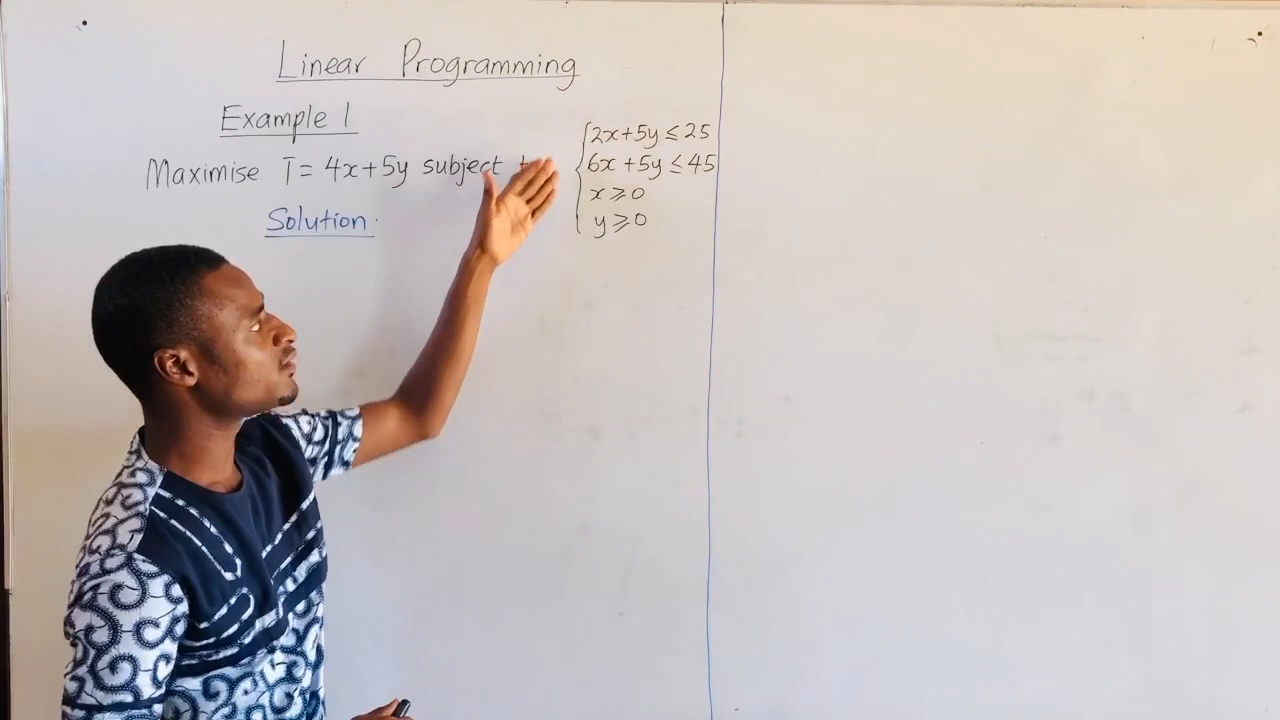 Linear Programming
Example 1
Maximise T = 4x+5y subject
2x+5y ≤ 25
6x+5y ≤ 45
x ⩾ 0
y ⩾ 0
Solution.